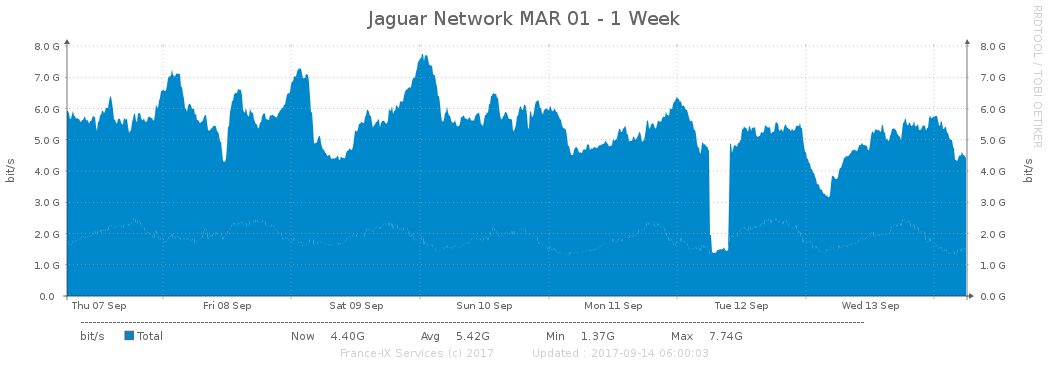 Jaguar Network MAR 01 - 1 Week
RRDTOOL / TOBI OETIKER
8.0 G 8.0 G
7.0 G 7.0 G
6.0 G 6.0 G
5.0 G 5.0 G
4.0 G 4.0 G
3.0 G 3.0 G
2.0 G 2.0 G
1.0 G 1.0 G
0.0 0.0 G
bit/s bit/s
Thu 07 Sep Fri 08 Sep Sat 09 Sep Sun 10 Sep Mon 11 Sep Tue 12 Sep Wed 13 Sep
bit/s Total Now 4.40G Avg 5.42G Min 1.37G Max 7.74G
France-IX Services (c) 2017 Updated : 2017-09-14 06:00:03